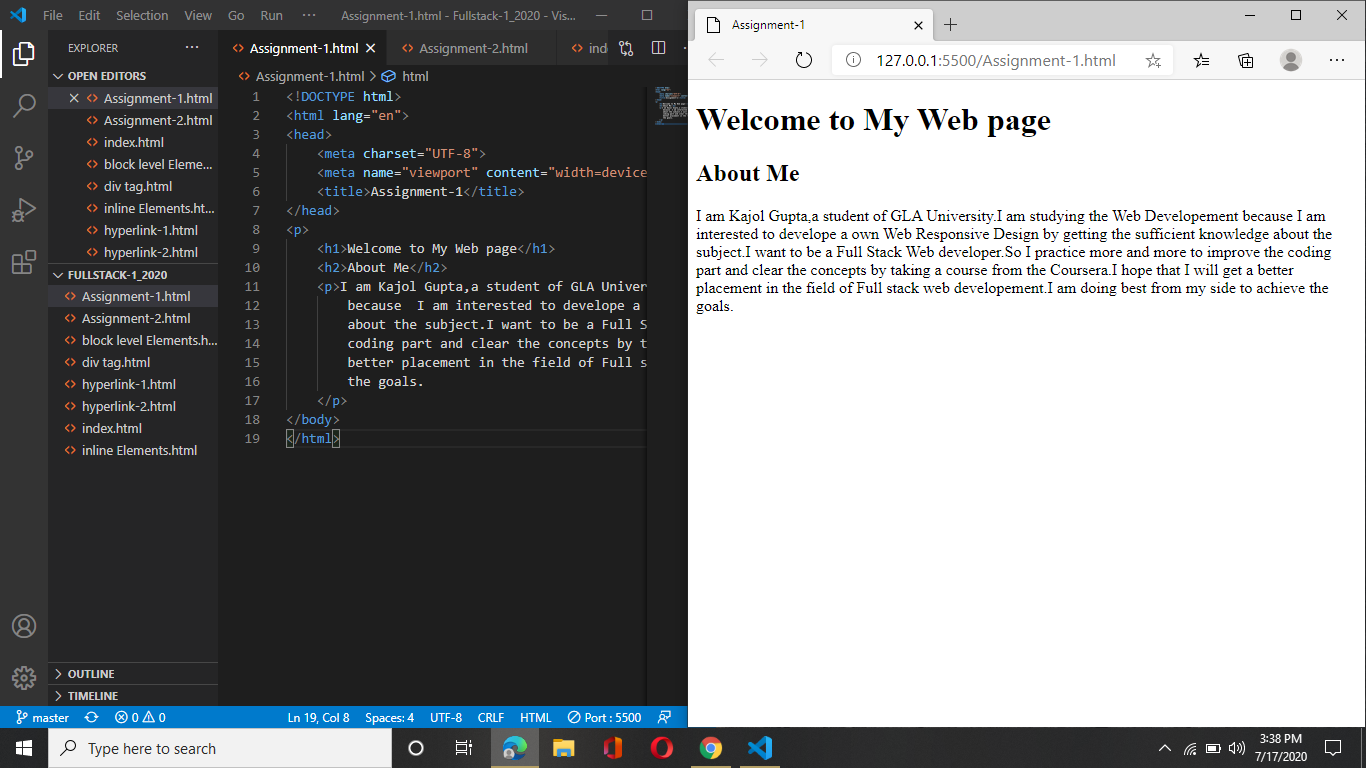 File Edit Selection View Go Run ··· Assignment-1.html - Fullstack-1_2020 - Vis...
EXPLORER ···
OPEN EDITORS
Assignment-1.html
Assignment-2.html
index.html
block level Eleme...
div tag.html
inline Elements.ht...
hyperlink-1.html
hyperlink-2.html
FULLSTACK-1_2020
Assignment-1.html
Assignment-2.html
block level Elements.h...
div tag.html
hyperlink-1.html
hyperlink-2.html
index.html
inline Elements.html
OUTLINE
TIMELINE
Assignment-1.html Assignment-2.html ind
Assignment-1.html > html
1 <!DOCTYPE html>
2 <html lang="en">
3 <head>
4 <meta charset="UTF-8">
5 <meta name="viewport" content="width=device
6 <title>Assignment-1</title>
7 </head>
8 <p>
9 <h1>Welcome to My Web page</h1>
10 <h2>About Me</h2>
11 <p>I am Kajol Gupta,a student of GLA Univer
12 because  I am interested to develope a
13 about the subject.I want to be a Full S
14 coding part and clear the concepts by t
15 better placement in the field of Full s
16 the goals.
17 </p>
18 </body>
19 </html>
master 0 0 Ln 19, Col 8 Spaces: 4 UTF-8 CRLF HTML Port : 5500
Assignment-1
127.0.0.1:5500/Assignment-1.html
Welcome to My Web page
About Me
I am Kajol Gupta,a student of GLA University.I am studying the Web Developement because I am
interested to develope a own Web Responsive Design by getting the sufficient knowledge about the
subject.I want to be a Full Stack Web developer.So I practice more and more to improve the coding
part and clear the concepts by taking a course from the Coursera.I hope that I will get a better
placement in the field of Full stack web developement.I am doing best from my side to achieve the
goals.
Type here to search
3:38 PM
7/17/2020